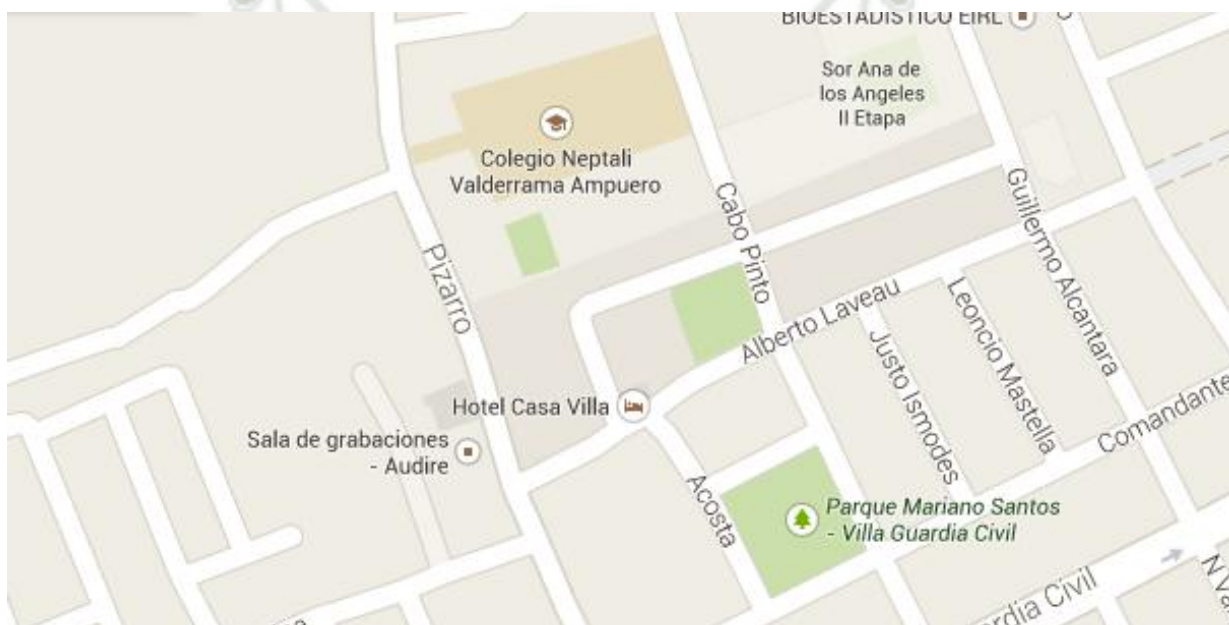 BIOESTADISTICO EIRL
Sor Ana de
los Angeles
II Etapa
Colegio Neptali
Valderrama Ampuero
Cabo Pinto
Guillermo Alcantara
Pizarro
Alberto Laveau
Leoncio Mastella
Justo Ismodes
Hotel Casa Villa
Comandante
Sala de grabaciones
- Audire
Acosta
Parque Mariano Santos
- Villa Guardia Civil
Civil